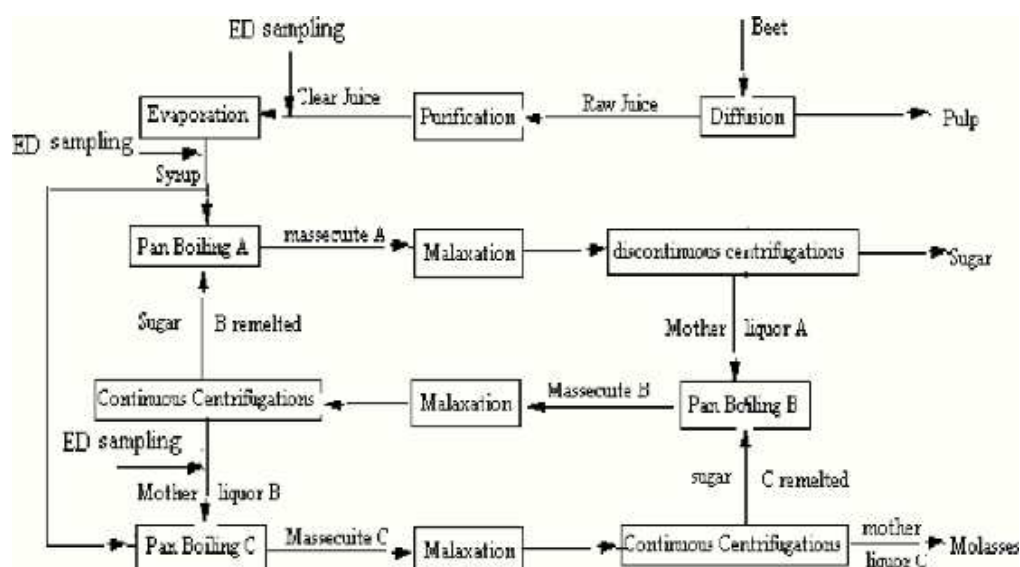 ED sampling
Beet
Clear Juice
Raw Juice
Evaporation
Purification
Diffusion
Pulp
ED sampling
Syrup
Pan Boiling A
massecuite A
Malaxation
discontinuous centrifugations
Sugar
Sugar B remelted
Mother liquor A
Continuous Centrifugations
Malaxation
Massecuite B
Pan Boiling B
ED sampling
Mother liquor B
sugar C remelted
Pan Boiling C
Massecuite C
Malaxation
Continuous Centrifugations
mother
liquor C
Molasses